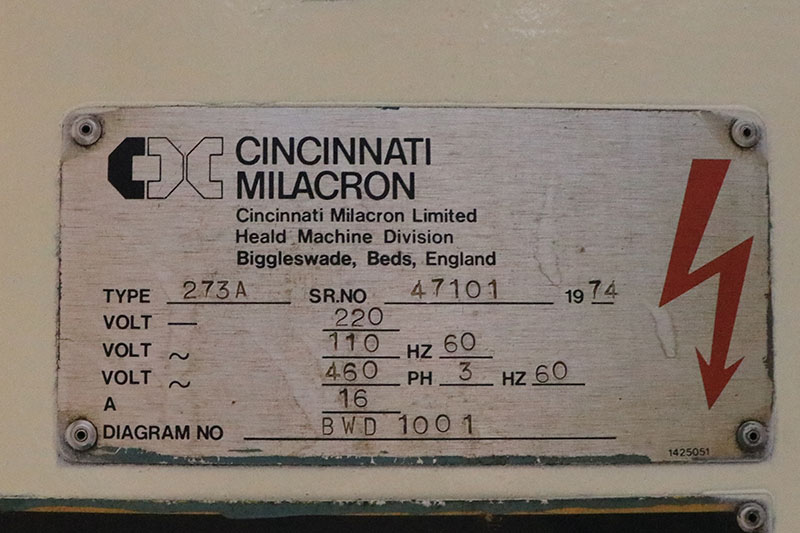 CINCINNATI
MILACRON
Cincinnati Milacron Limited
Heald Machine Division
Biggleswade, Beds, England
TYPE 273A SR.NO 47101 1974
VOLT — 220
VOLT ~ 110 HZ 60
VOLT ~ 460 PH 3 HZ 60
A 16
DIAGRAM NO BWD 1001
1425051